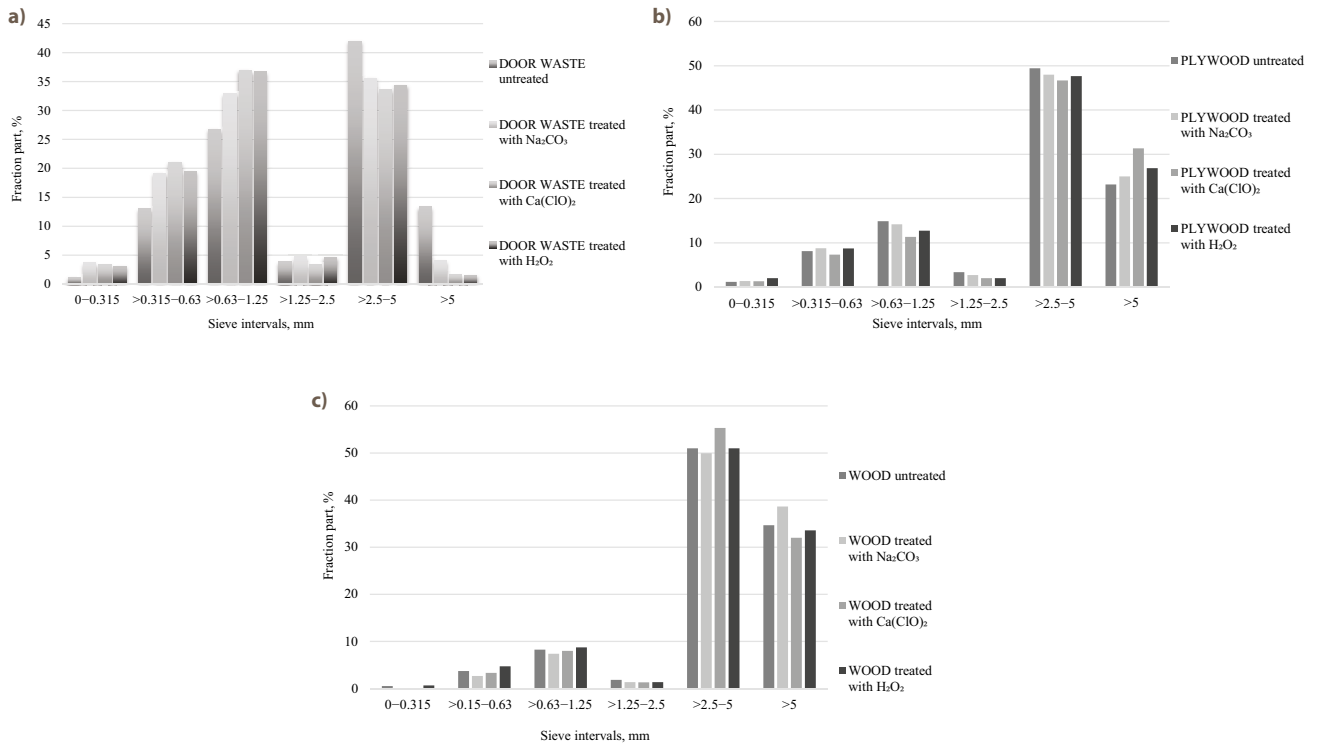 a)
45
40
35
30
25
20
15
10
5
0
Fraction part, %
0−0.315 >0.315−0.63 >0.63−1.25 >1.25−2.5 >2.5−5 >5
Sieve intervals, mm
DOOR WASTE
untreated
DOOR WASTE treated
with Na₂CO₃
DOOR WASTE treated
with Ca(ClO)₂
DOOR WASTE treated
with H₂O₂
b)
60
50
40
30
20
10
0
Fraction part, %
0−0.315 >0.315−0.63 >0.63−1.25 >1.25−2.5 >2.5−5 >5
Sieve intervals, mm
PLYWOOD untreated
PLYWOOD treated
with Na₂CO₃
PLYWOOD treated
with Ca(ClO)₂
PLYWOOD treated
with H₂O₂
c)
60
50
40
30
20
10
0
Fraction part, %
0−0.315 >0.15−0.63 >0.63−1.25 >1.25−2.5 >2.5−5 >5
Sieve intervals, mm
WOOD untreated
WOOD treated
with Na₂CO₃
WOOD treated
with Ca(ClO)₂
WOOD treated
with H₂O₂